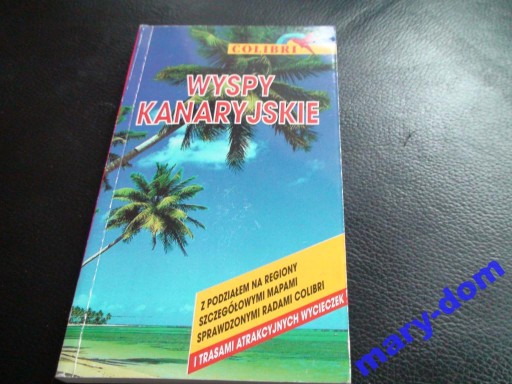 COLIBRI
WYSPY
KANARYJSKIE
Z PODZIAŁEM NA REGIONY
SZCZEGÓŁOWYMI MAPAMI
SPRAWDZONYMI RADAMI COLIBRI
I TRASAMI ATRAKCYJNYCH WYCIECZEK
mary-dom